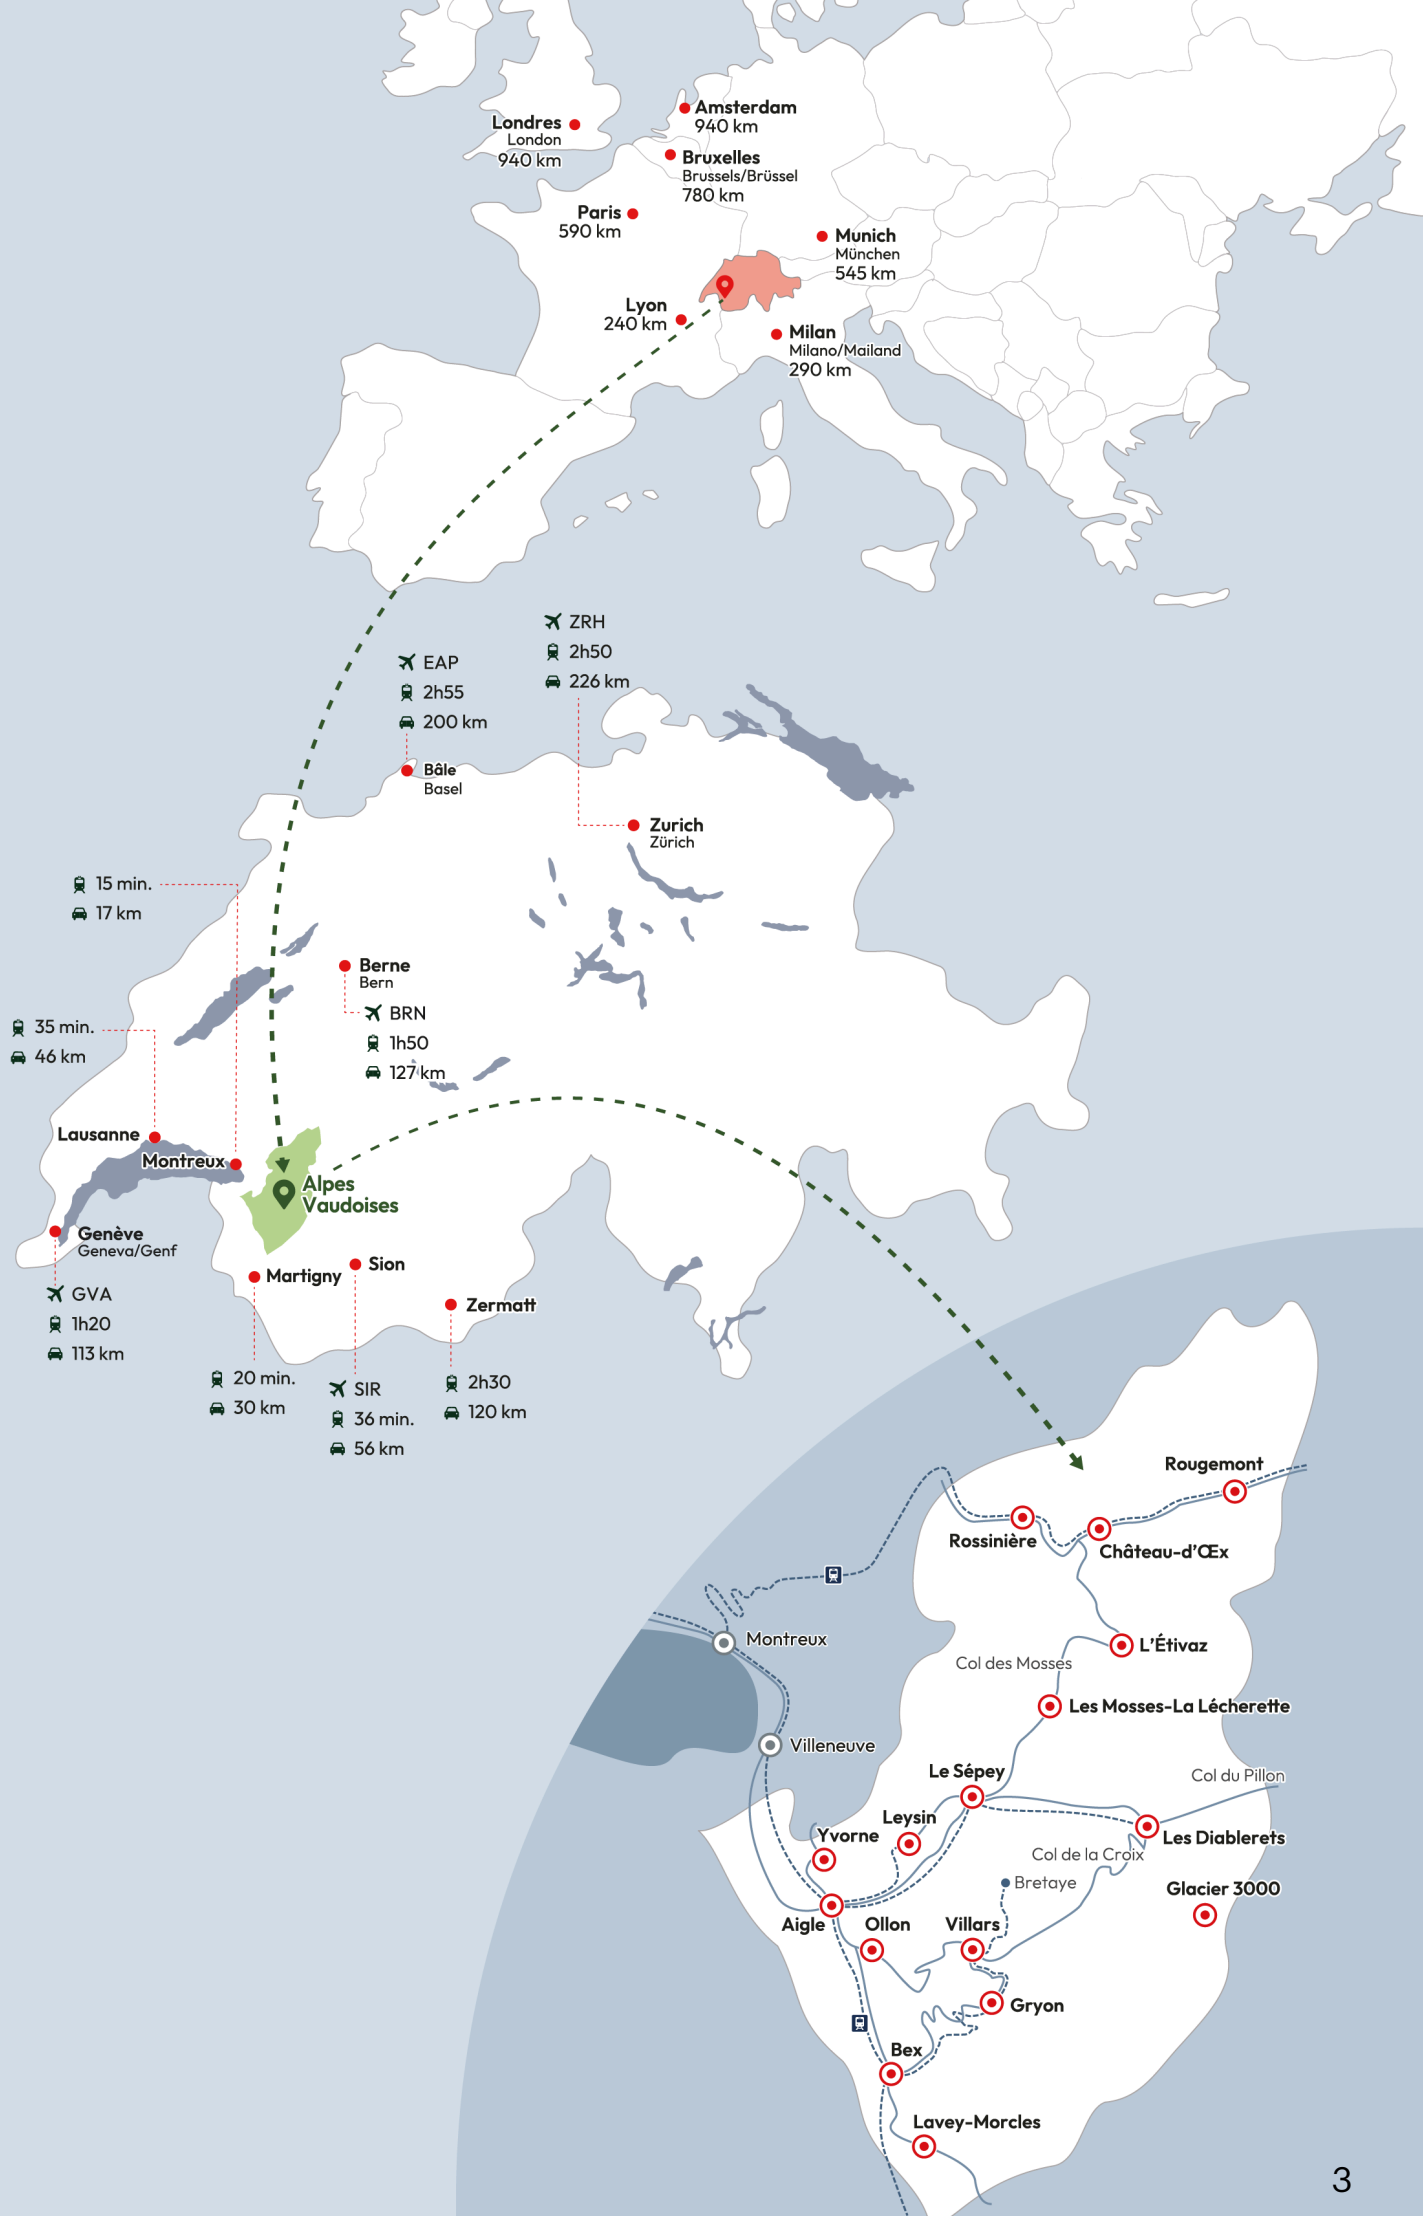 Amsterdam
940 km
Londres
London
940 km
Bruxelles
Brussels/Brüssel
780 km
Paris
590 km
Munich
München
545 km
Lyon
240 km
Milan
Milano/Mailand
290 km
ZRH
2h50
226 km
EAP
2h55
200 km
Bâle
Basel
Zurich
Zürich
15 min.
17 km
Berne
Bern
BRN
1h50
127 km
35 min.
46 km
Lausanne
Montreux
Alpes
Vaudoises
Genève
Geneva/Genf
GVA
1h20
113 km
Martigny
20 min.
30 km
Sion
SIR
36 min.
56 km
Zermatt
2h30
120 km
Rougemont
Rossinière
Château-d'Œx
Montreux
L'Étivaz
Col des Mosses
Les Mosses-La Lécherette
Villeneuve
Le Sépey
Col du Pillon
Leysin
Yvorne
Les Diablerets
Col de la Croix
Bretaye
Glacier 3000
Aigle
Ollon
Villars
Gryon
Bex
Lavey-Morcles
3